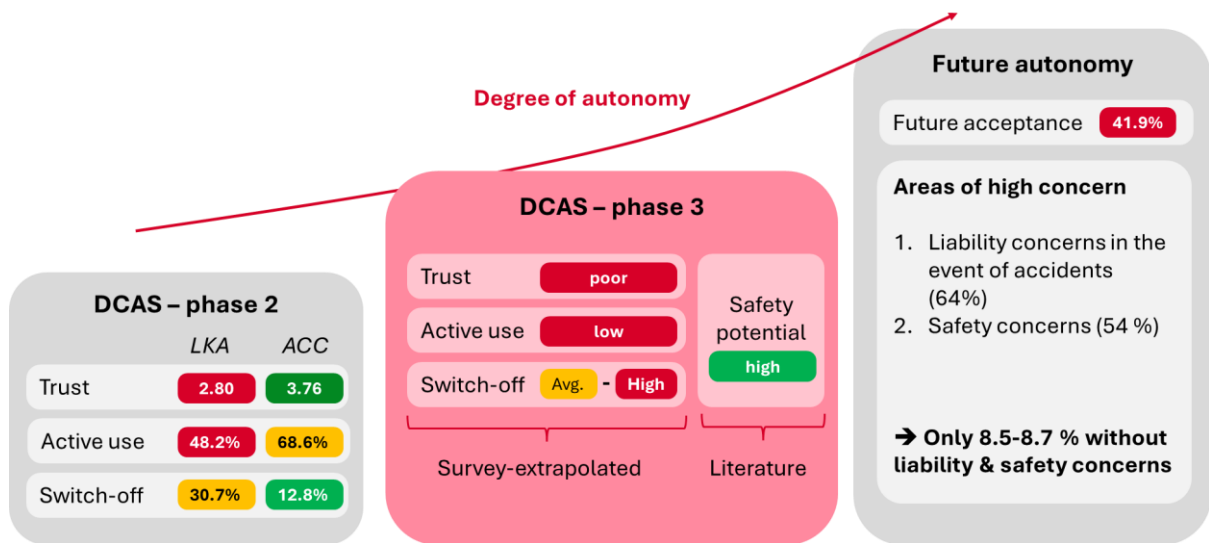 Degree of autonomy
DCAS – phase 2
LKA ACC
Trust 2.80 3.76
Active use 48.2% 68.6%
Switch-off 30.7% 12.8%
DCAS – phase 3
Trust poor
Active use low
Switch-off Avg. - High
Survey-extrapolated
Safety
potential
high
Literature
Future autonomy
Future acceptance 41.9%
Areas of high concern
1. Liability concerns in the
event of accidents
(64%)
2. Safety concerns (54 %)
➔ Only 8.5-8.7 % without
liability & safety concerns